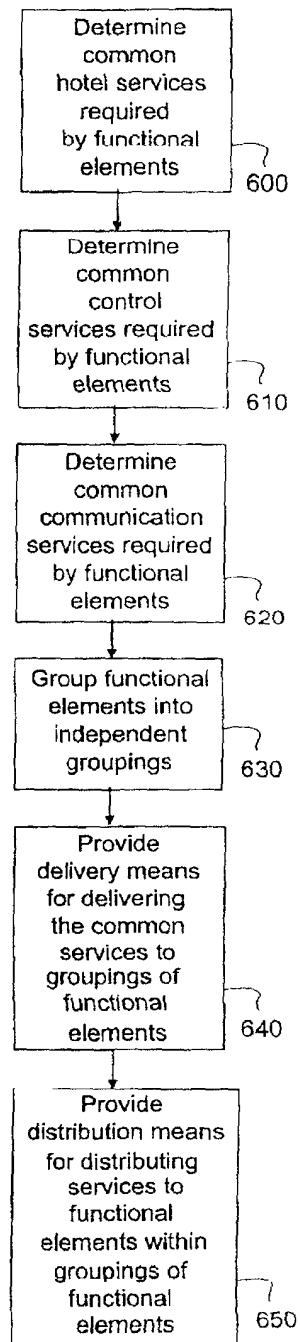 Determine
common
hotel services
required
by functional
elements
600
Determine
common
control
services required
by functional
elements
610
Determine
common
communication
services required
by functional
elements
620
Group functional
elements into
independent
groupings
630
Provide
delivery means
for delivering
the common
services to
groupings of
functional
elements
640
Provide
distribution means
for distributing
services to
functional
elements within
groupings of
functional
elements
650